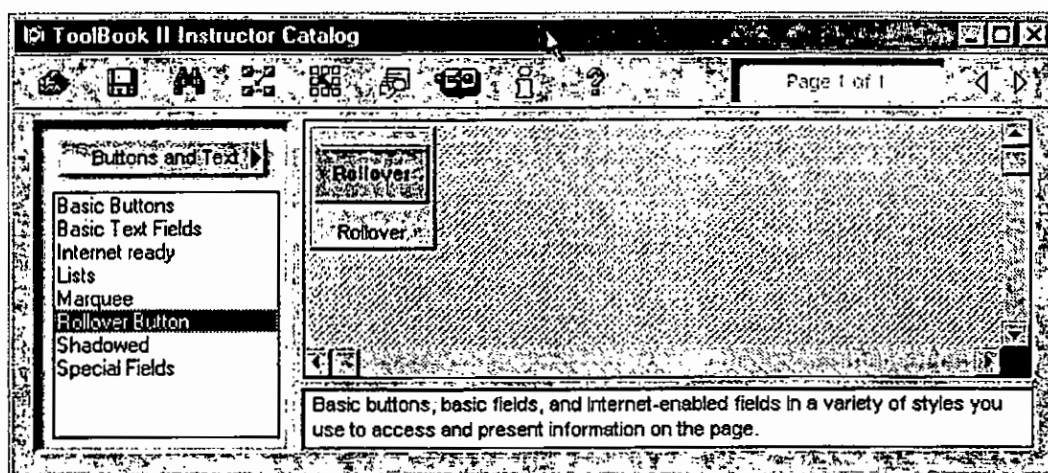 ToolBook II Instructor Catalog
Page 1 of 1
Buttons and Text
Basic Buttons
Basic Text Fields
Internet ready
Lists
Marquee
Rollover Button
Shadowed
Special Fields
Rollover
Rollover
Basic buttons, basic fields, and Internet-enabled fields in a variety of styles you
use to access and present information on the page.